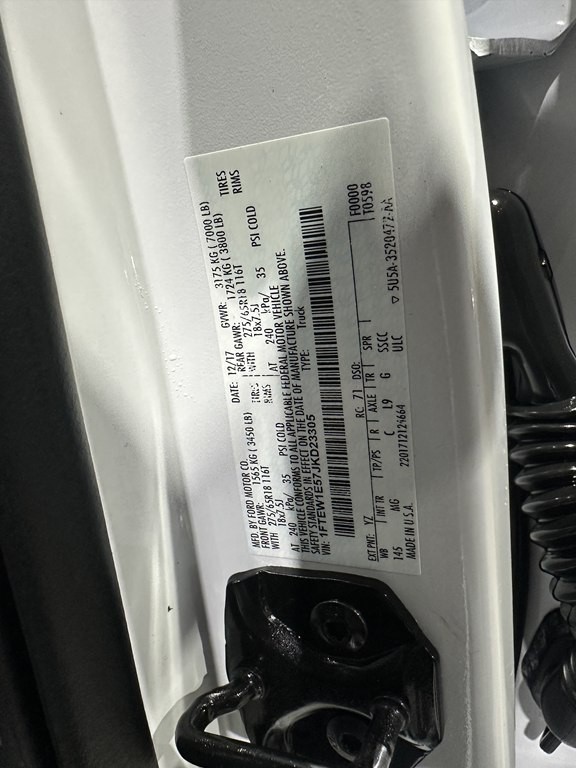 MFD. BY FORD MOTOR CO.
DATE: 12/17 GVWR: 3175 KG ( 7000 LB)
FRONT GAWR: 1565 KG ( 3450 LB) REAR GAWR: 1724 KG ( 3800 LB)
WITH 275/65R18 116T TIRES WITH 275/65R18 116T TIRES
18x7.5J RIMS 18x7.5J RIMS
AT 240 kPa/ 35 PSI COLD AT 240 kPa/ 35 PSI COLD
THIS VEHICLE CONFORMS TO ALL APPLICABLE FEDERAL MOTOR VEHICLE
SAFETY STANDARDS IN EFFECT ON THE DATE OF MANUFACTURE SHOWN ABOVE.
VIN: 1FTEW1E57JKD23305 TYPE: Truck
F0000
T0598
EXT PNT: YZ RC: 71 DSO:
WB INT TR TP/PS R AXLE TR SPR
145 MG C L9 G SSCC
MADE IN U.S.A. 2201712124664 ULC
▽ 5U5A-3520472-AA